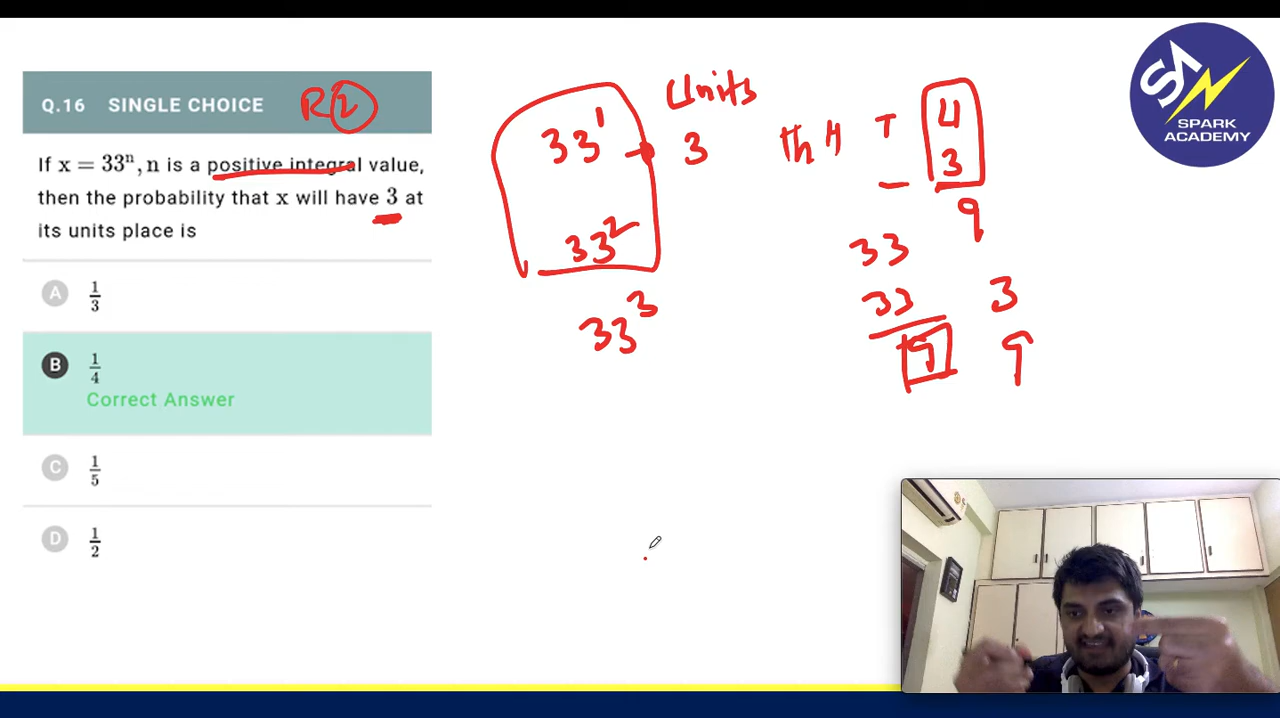 Q.16 SINGLE CHOICE R②
If x = 33ⁿ, n is a positive integral value,
then the probability that x will have 3 at
its units place is
A 1/3
B 1/4
Correct Answer
C 1/5
D 1/2
Units
33¹ → 3
33²
33³
th H T 4
3
9
33
33
9
3
9
SPARK
ACADEMY